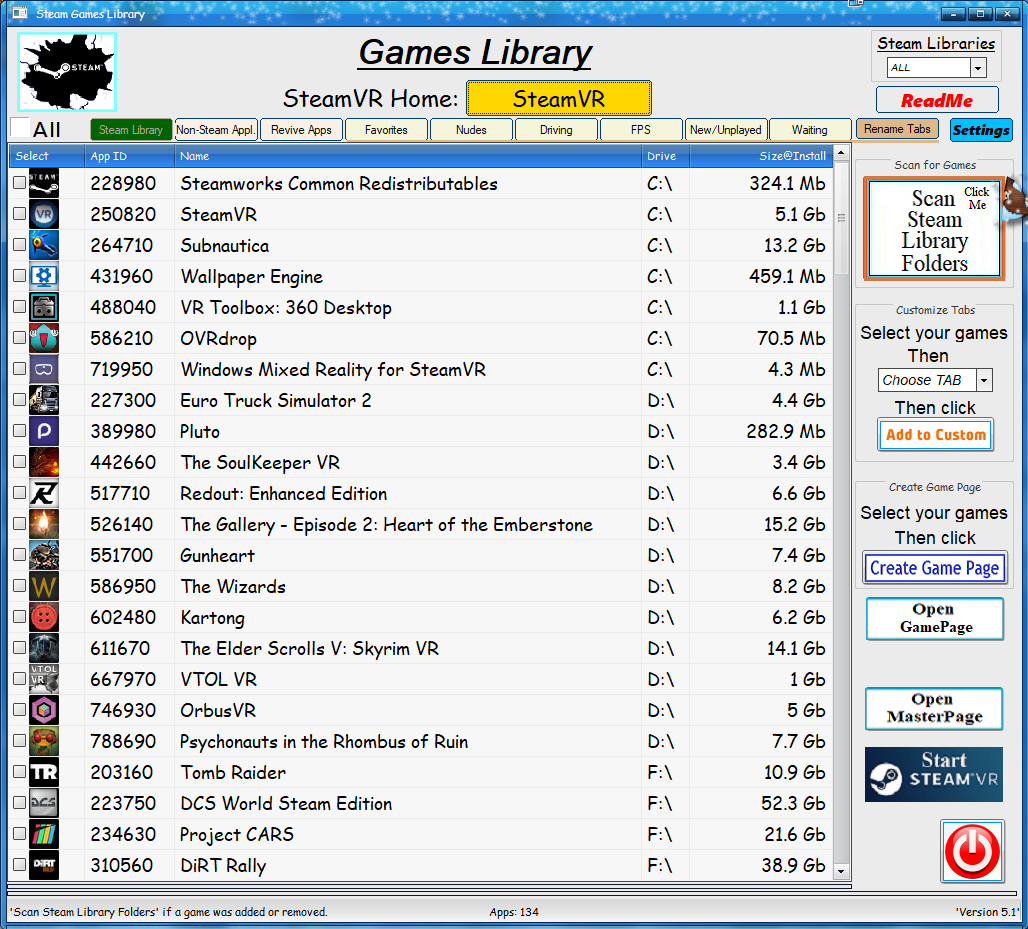 Steam Games Library
STEAM
Games Library
SteamVR Home: SteamVR
Steam Libraries
ALL
ReadMe
All
Steam Library Non-Steam Appl. Revive Apps Favorites Nudes Driving FPS New/Unplayed Waiting Rename Tabs Settings
Select App ID Name Drive Size@Install
228980 Steamworks Common Redistributables C:\ 324.1 Mb
250820 SteamVR C:\ 5.1 Gb
264710 Subnautica C:\ 13.2 Gb
431960 Wallpaper Engine C:\ 459.1 Mb
488040 VR Toolbox: 360 Desktop C:\ 1.1 Gb
586210 OVRdrop C:\ 70.5 Mb
719950 Windows Mixed Reality for SteamVR C:\ 4.3 Mb
227300 Euro Truck Simulator 2 D:\ 4.4 Gb
389980 Pluto D:\ 282.9 Mb
442660 The SoulKeeper VR D:\ 3.4 Gb
517710 Redout: Enhanced Edition D:\ 6.6 Gb
526140 The Gallery - Episode 2: Heart of the Emberstone D:\ 15.2 Gb
551700 Gunheart D:\ 7.4 Gb
586950 The Wizards D:\ 8.2 Gb
602480 Kartong D:\ 6.2 Gb
611670 The Elder Scrolls V: Skyrim VR D:\ 14.1 Gb
VTOL VR 667970 VTOL VR D:\ 1 Gb
746930 OrbusVR D:\ 5 Gb
788690 Psychonauts in the Rhombus of Ruin D:\ 7.7 Gb
TR 203160 Tomb Raider F:\ 10.9 Gb
DCS 223750 DCS World Steam Edition F:\ 52.3 Gb
234630 Project CARS F:\ 21.6 Gb
DiRT 310560 DiRT Rally F:\ 38.9 Gb
Scan for Games
Scan
Steam
Library
Folders
Click
Me
Customize Tabs
Select your games
Then
Choose TAB
Then click
Add to Custom
Create Game Page
Select your games
Then click
Create Game Page
Open
GamePage
Open
MasterPage
Start
STEAM VR
'Scan Steam Library Folders' if a game was added or removed. Apps: 134 'Version 5.1'